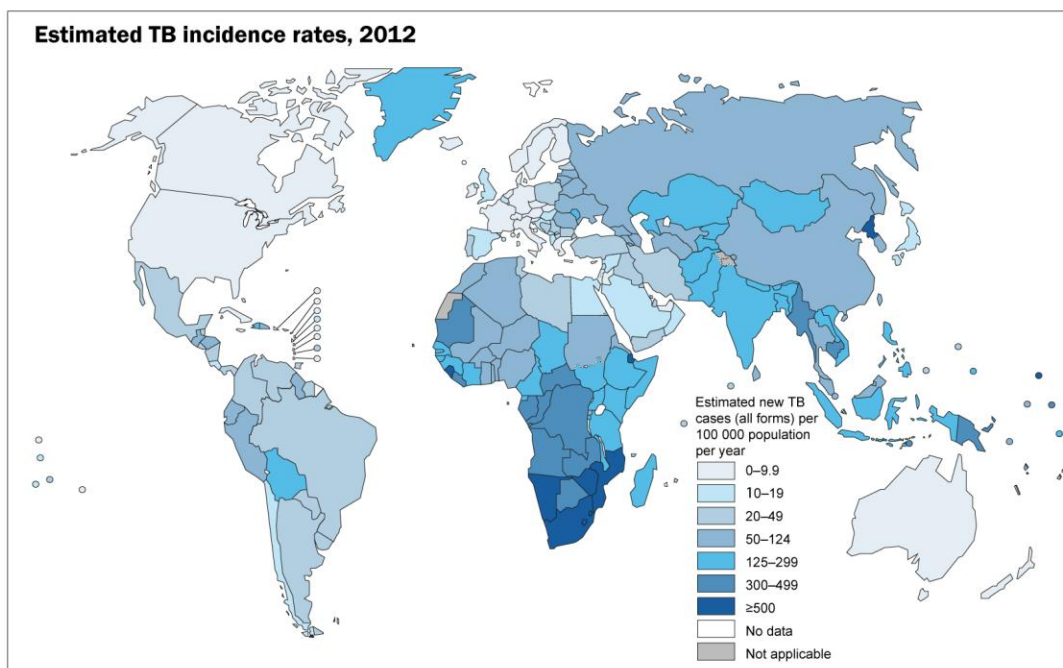 Estimated TB incidence rates, 2012
Estimated new TB
cases (all forms) per
100 000 population
per year
0–9.9
10–19
20–49
50–124
125–299
300–499
≥500
No data
Not applicable